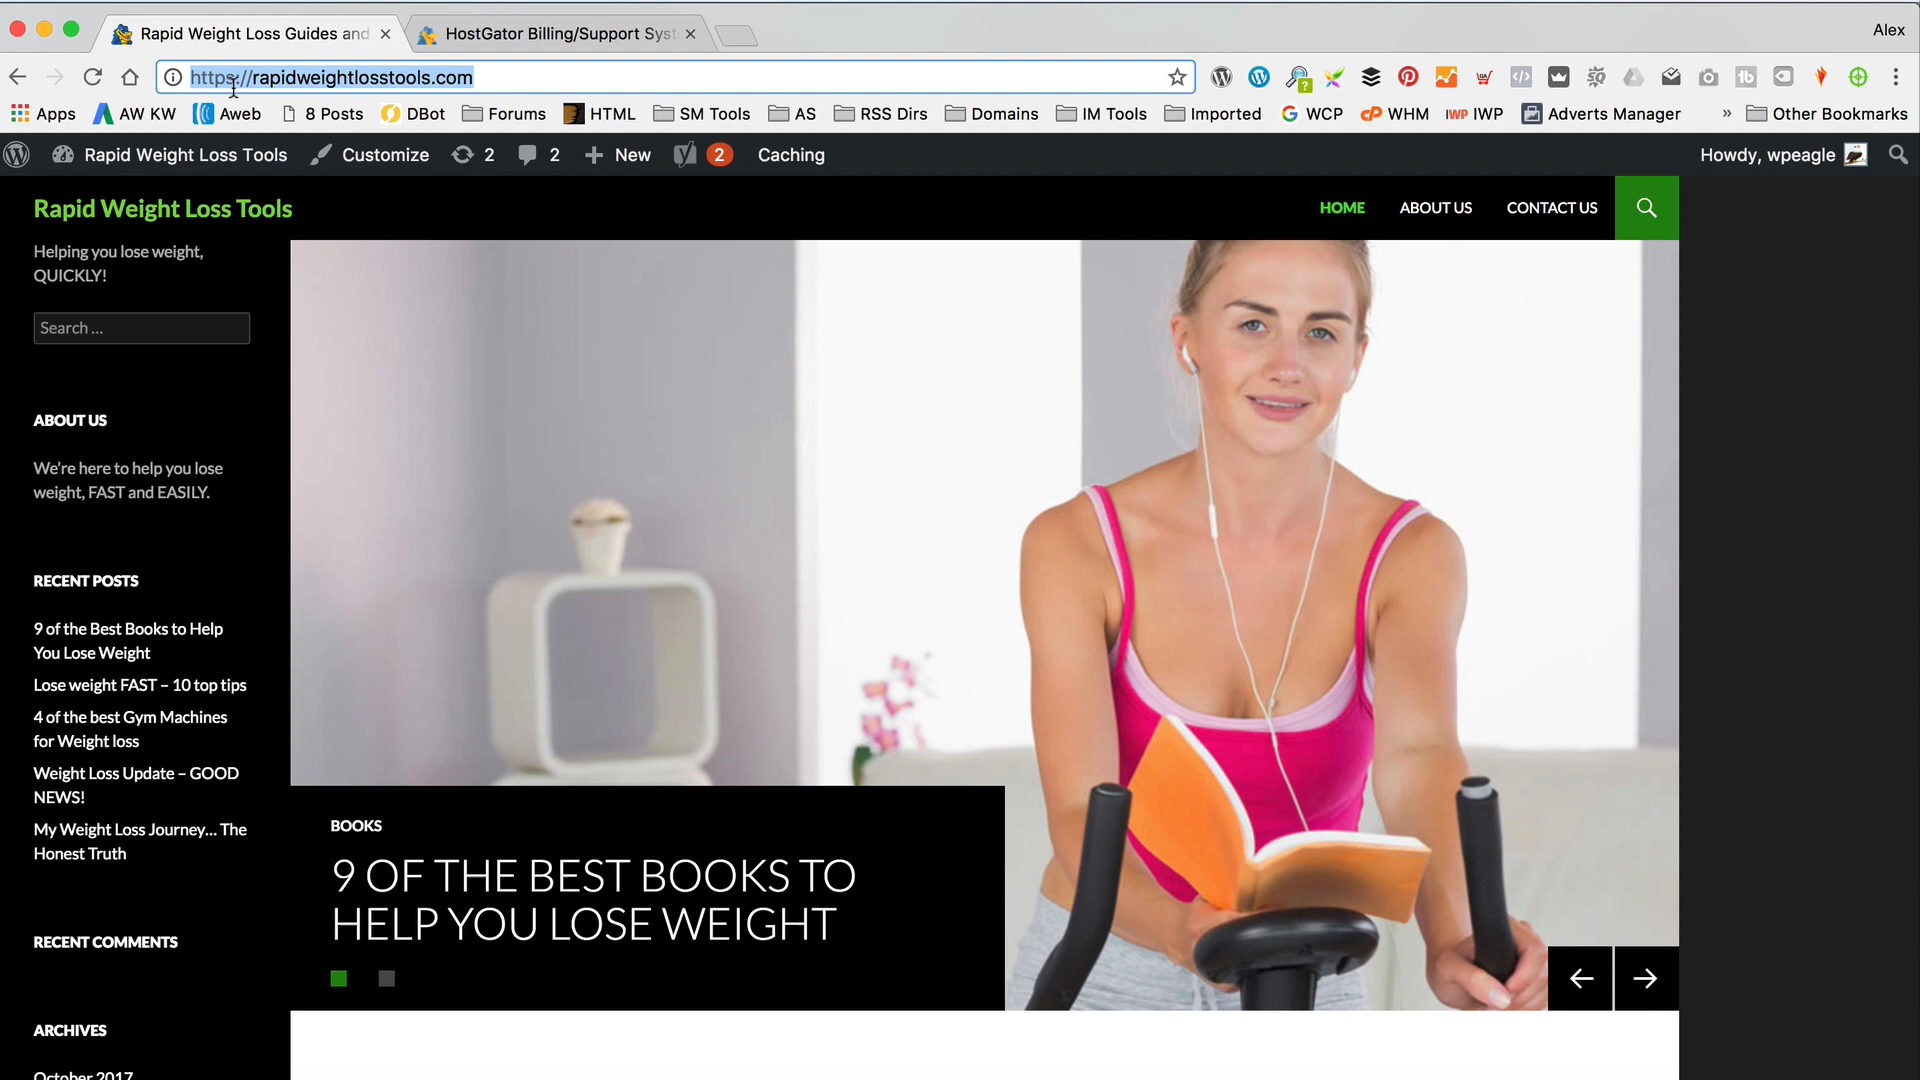 Rapid Weight Loss Guides and
HostGator Billing/Support Syst
Alex
https://rapidweightlosstools.com
Apps
AW KW
Aweb
8 Posts
DBot
Forums
HTML
SM Tools
AS
RSS Dirs
Domains
IM Tools
Imported
WCP
WHM
IWP
Adverts Manager
»
Other Bookmarks
Rapid Weight Loss Tools
Customize
2
2
New
2
Caching
Howdy, wpeagle
Rapid Weight Loss Tools
HOME
ABOUT US
CONTACT US
Helping you lose weight,
QUICKLY!
Search ...
ABOUT US
We're here to help you lose
weight, FAST and EASILY.
RECENT POSTS
9 of the Best Books to Help
You Lose Weight
Lose weight FAST – 10 top tips
4 of the best Gym Machines
for Weight loss
Weight Loss Update – GOOD
NEWS!
My Weight Loss Journey... The
Honest Truth
RECENT COMMENTS
ARCHIVES
October 2017
BOOKS
9 OF THE BEST BOOKS TO
HELP YOU LOSE WEIGHT